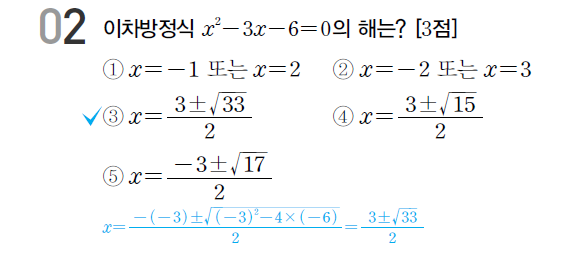 02 이차방정식 x²−3x−6=0의 해는? [3점]
① x=−1 또는 x=2 ② x=−2 또는 x=3
✓③ x=(3±√33)/2 ④ x=(3±√15)/2
⑤ x=(−3±√17)/2
x=(−(−3)±√((−3)²−4×(−6)))/2=(3±√33)/2